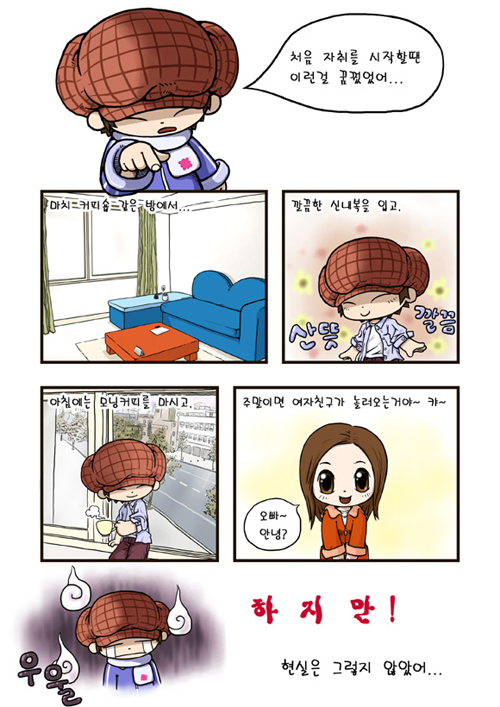 처음 자취를 시작할땐
이런걸 꿈꿨었어...
마치 커피숍 같은 방에서...
깔끔한 실내복을 입고.
산뜻
깔끔
아침에는 모닝커피를 마시고.
주말이면 여자친구가 놀러오는거야~ 캬~
오빠~
안녕?
우울
하지만!
현실은 그렇지 않았어...